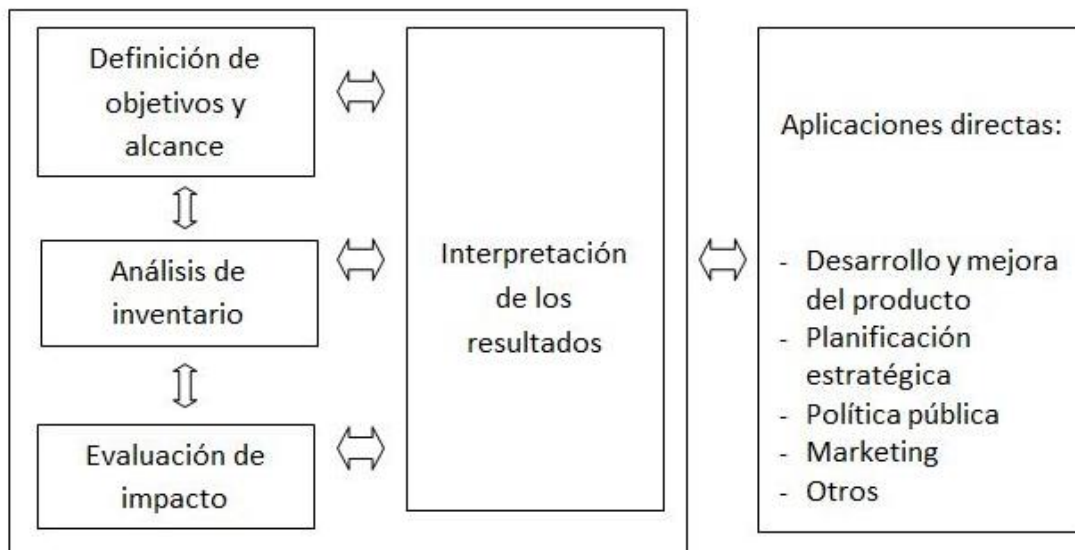 Definición de
objetivos y
alcance
Análisis de
inventario
Evaluación de
impacto
Interpretación
de los
resultados
Aplicaciones directas:
- Desarrollo y mejora
del producto
- Planificación
estratégica
- Política pública
- Marketing
- Otros